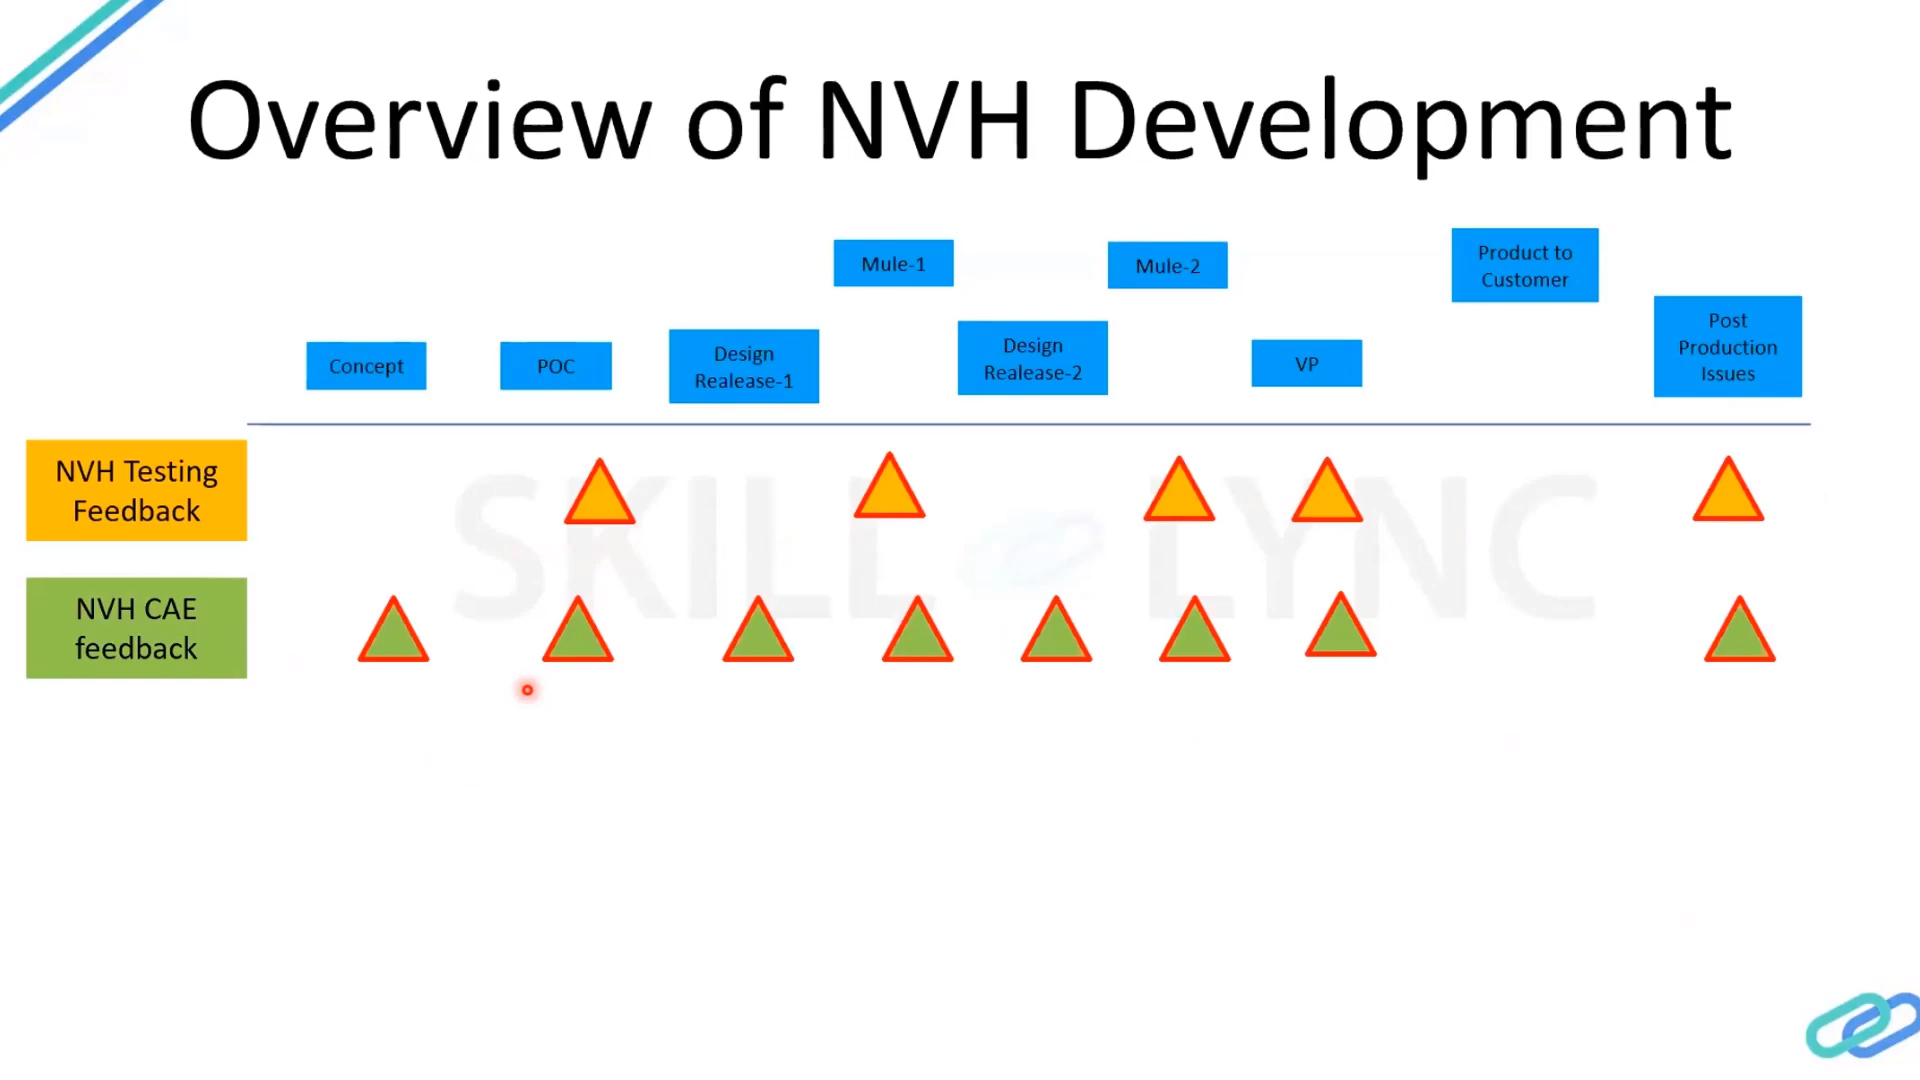 Overview of NVH Development
Mule-1
Mule-2
Product to
Customer
Concept
POC
Design
Realease-1
Design
Realease-2
VP
Post
Production
Issues
NVH Testing
Feedback
NVH CAE
feedback
SKILL LYNC